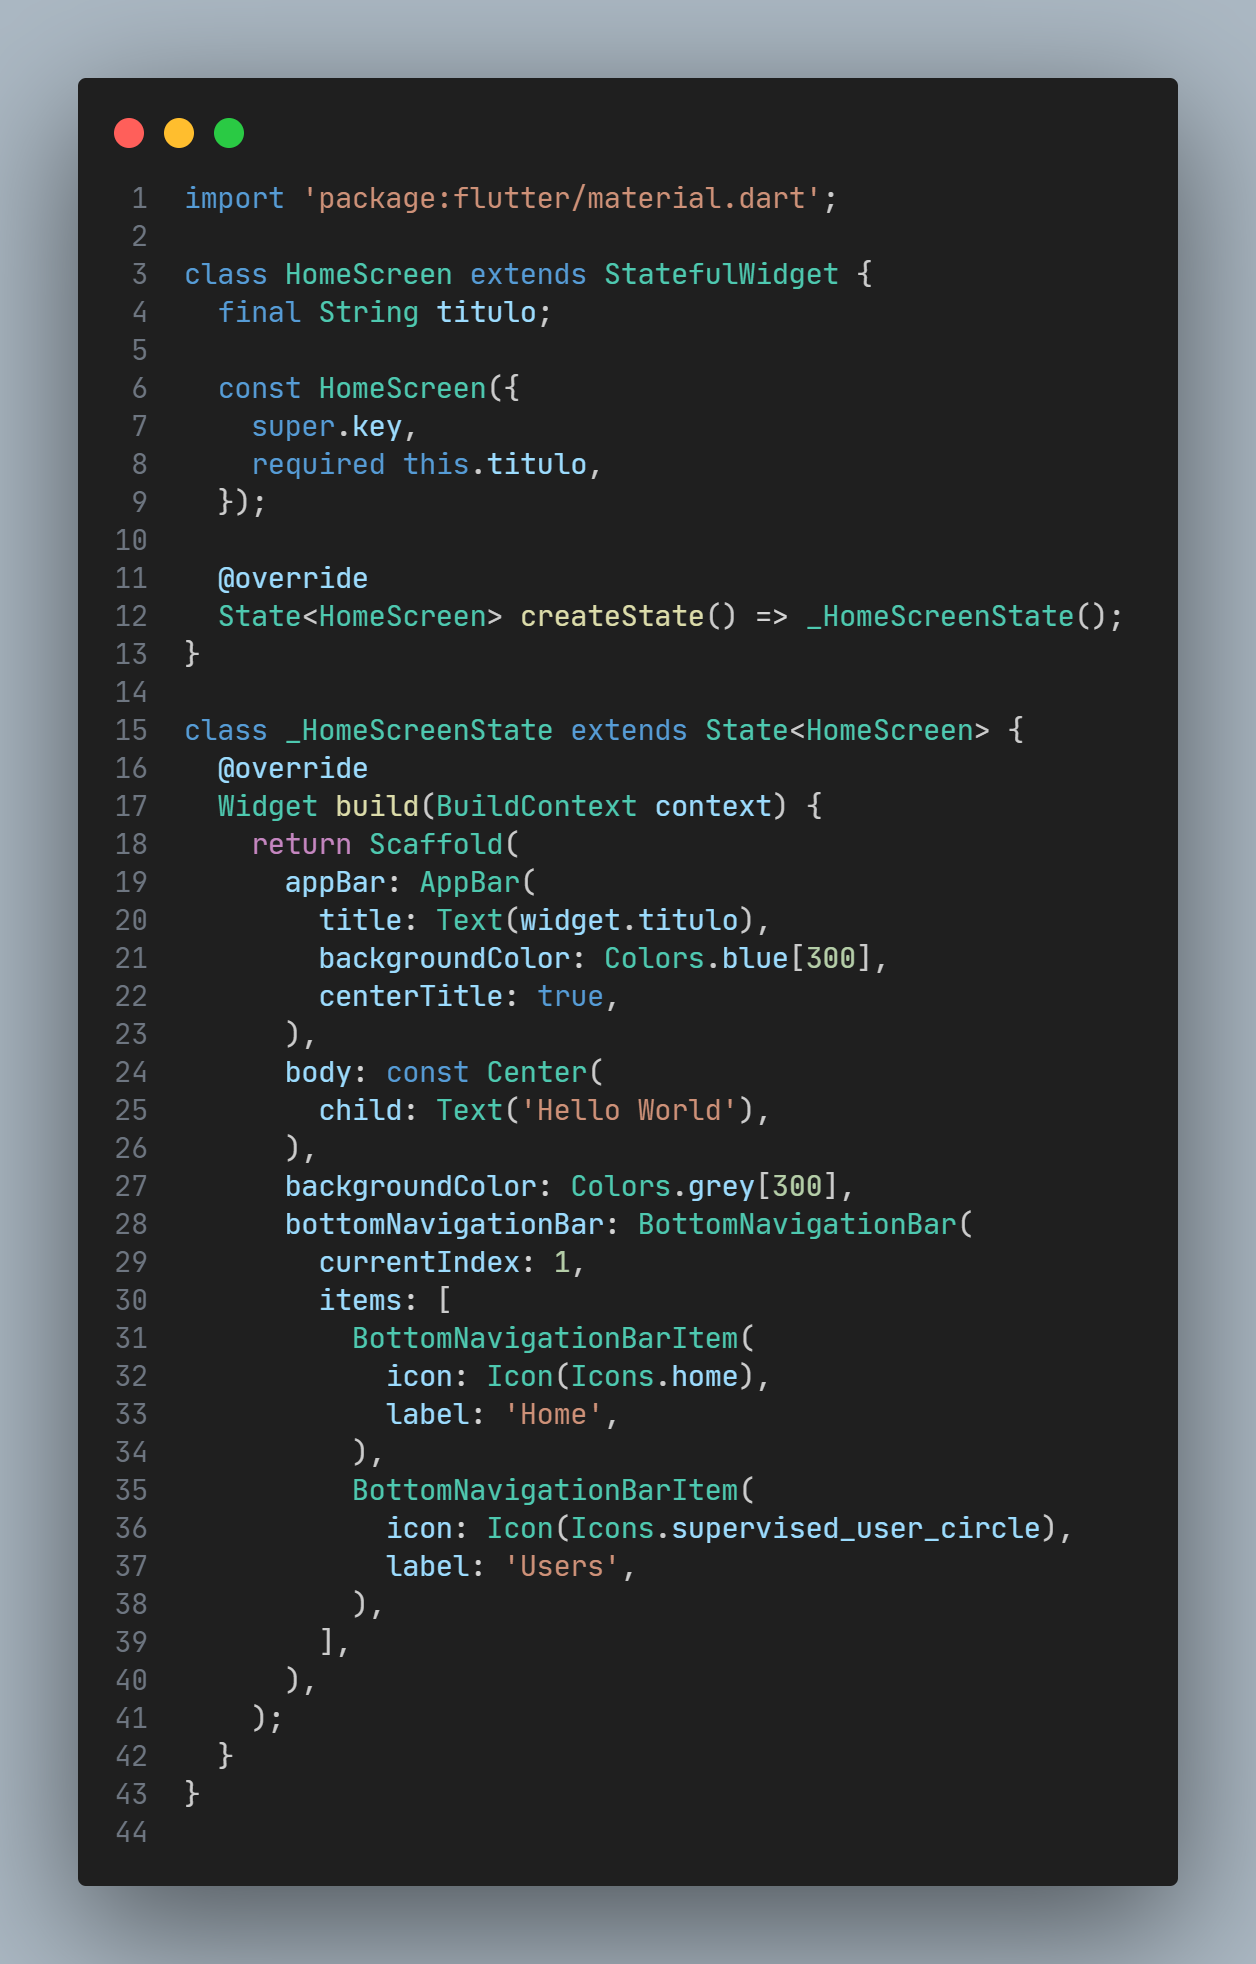 1 import 'package:flutter/material.dart';
2
3 class HomeScreen extends StatefulWidget {
4   final String titulo;
5
6   const HomeScreen({
7     super.key,
8     required this.titulo,
9   });
10
11   @override
12   State<HomeScreen> createState() => _HomeScreenState();
13 }
14
15 class _HomeScreenState extends State<HomeScreen> {
16   @override
17   Widget build(BuildContext context) {
18     return Scaffold(
19       appBar: AppBar(
20         title: Text(widget.titulo),
21         backgroundColor: Colors.blue[300],
22         centerTitle: true,
23       ),
24       body: const Center(
25         child: Text('Hello World'),
26       ),
27       backgroundColor: Colors.grey[300],
28       bottomNavigationBar: BottomNavigationBar(
29         currentIndex: 1,
30         items: [
31           BottomNavigationBarItem(
32             icon: Icon(Icons.home),
33             label: 'Home',
34           ),
35           BottomNavigationBarItem(
36             icon: Icon(Icons.supervised_user_circle),
37             label: 'Users',
38           ),
39         ],
40       ),
41     );
42   }
43 }
44